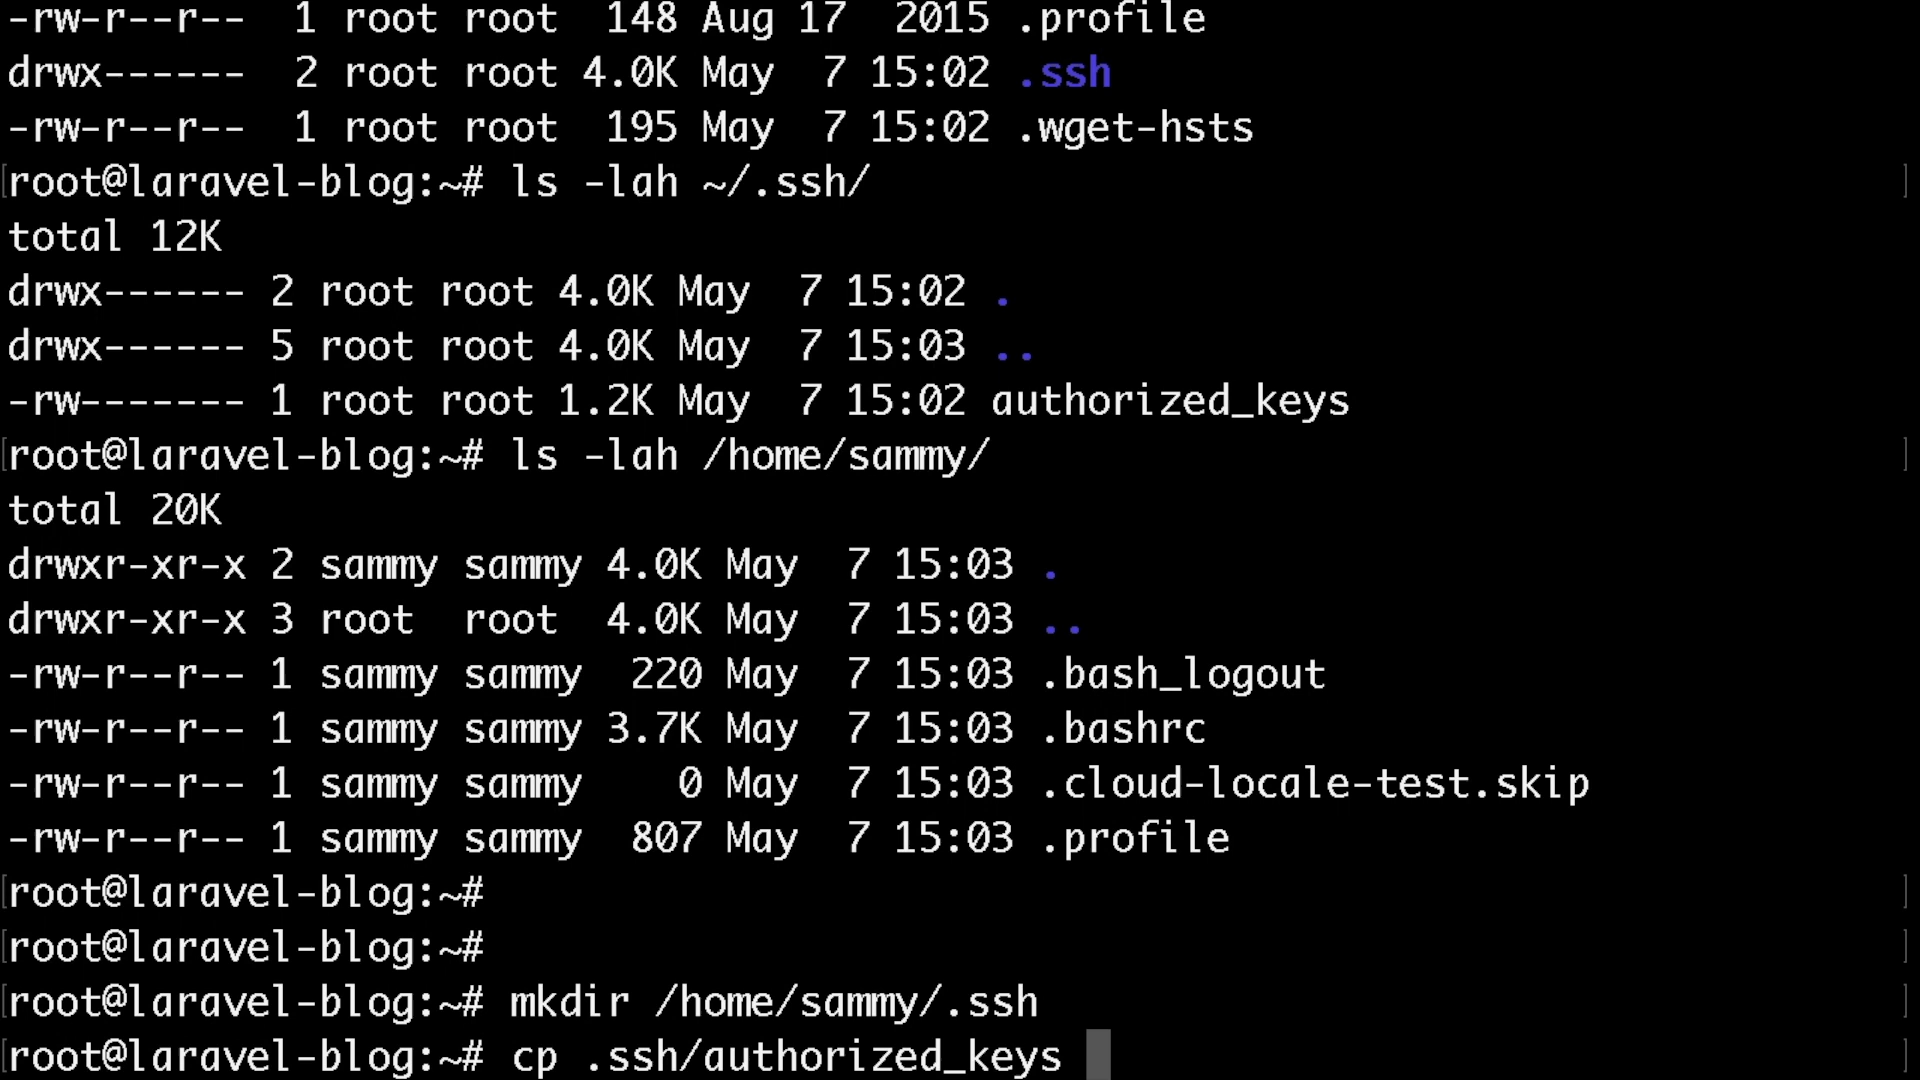 -rw-r--r--  1 root root  148 Aug 17  2015 .profile
drwx------  2 root root 4.0K May  7 15:02 .ssh
-rw-r--r--  1 root root  195 May  7 15:02 .wget-hsts
[root@laravel-blog:~# ls -lah ~/.ssh/ ]
total 12K
drwx------ 2 root root 4.0K May  7 15:02 .
drwx------ 5 root root 4.0K May  7 15:03 ..
-rw------- 1 root root 1.2K May  7 15:02 authorized_keys
[root@laravel-blog:~# ls -lah /home/sammy/ ]
total 20K
drwxr-xr-x 2 sammy sammy 4.0K May  7 15:03 .
drwxr-xr-x 3 root  root  4.0K May  7 15:03 ..
-rw-r--r-- 1 sammy sammy  220 May  7 15:03 .bash_logout
-rw-r--r-- 1 sammy sammy 3.7K May  7 15:03 .bashrc
-rw-r--r-- 1 sammy sammy    0 May  7 15:03 .cloud-locale-test.skip
-rw-r--r-- 1 sammy sammy  807 May  7 15:03 .profile
[root@laravel-blog:~# ]
[root@laravel-blog:~# ]
[root@laravel-blog:~# mkdir /home/sammy/.ssh ]
[root@laravel-blog:~# cp .ssh/authorized_keys ]